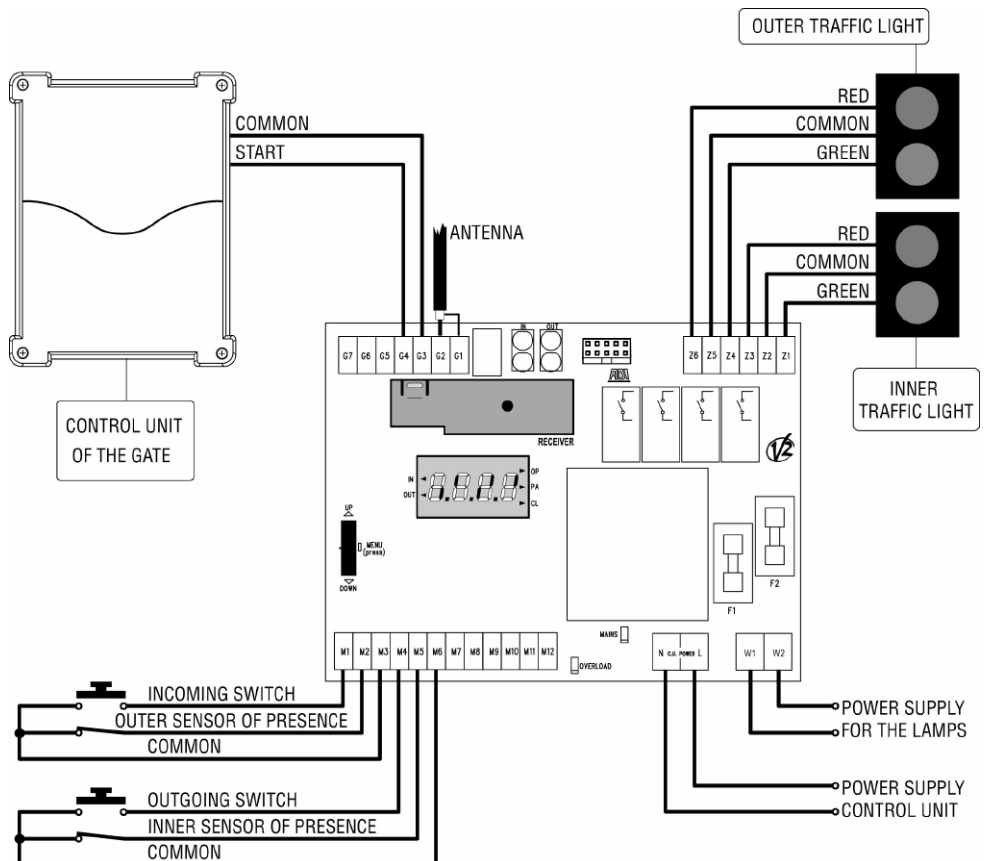 OUTER TRAFFIC LIGHT
RED
COMMON
GREEN
COMMON
START
RED
COMMON
GREEN
ANTENNA
INNER
TRAFFIC LIGHT
CONTROL UNIT
OF THE GATE
IN
OUT
G7 G6 G5 G4 G3 G2 G1
Z6 Z5 Z4 Z3 Z2 Z1
RECEIVER
V2
IN
OUT
OP
PA
CL
UP
MENU
(press)
DOWN
F1
F2
MAINS
OVERLOAD
M1 M2 M3 M4 M5 M6 M7 M8 M9 M10 M11 M12
N C.U. POWER L
W1 W2
INCOMING SWITCH
OUTER SENSOR OF PRESENCE
COMMON
POWER SUPPLY
FOR THE LAMPS
OUTGOING SWITCH
INNER SENSOR OF PRESENCE
COMMON
POWER SUPPLY
CONTROL UNIT